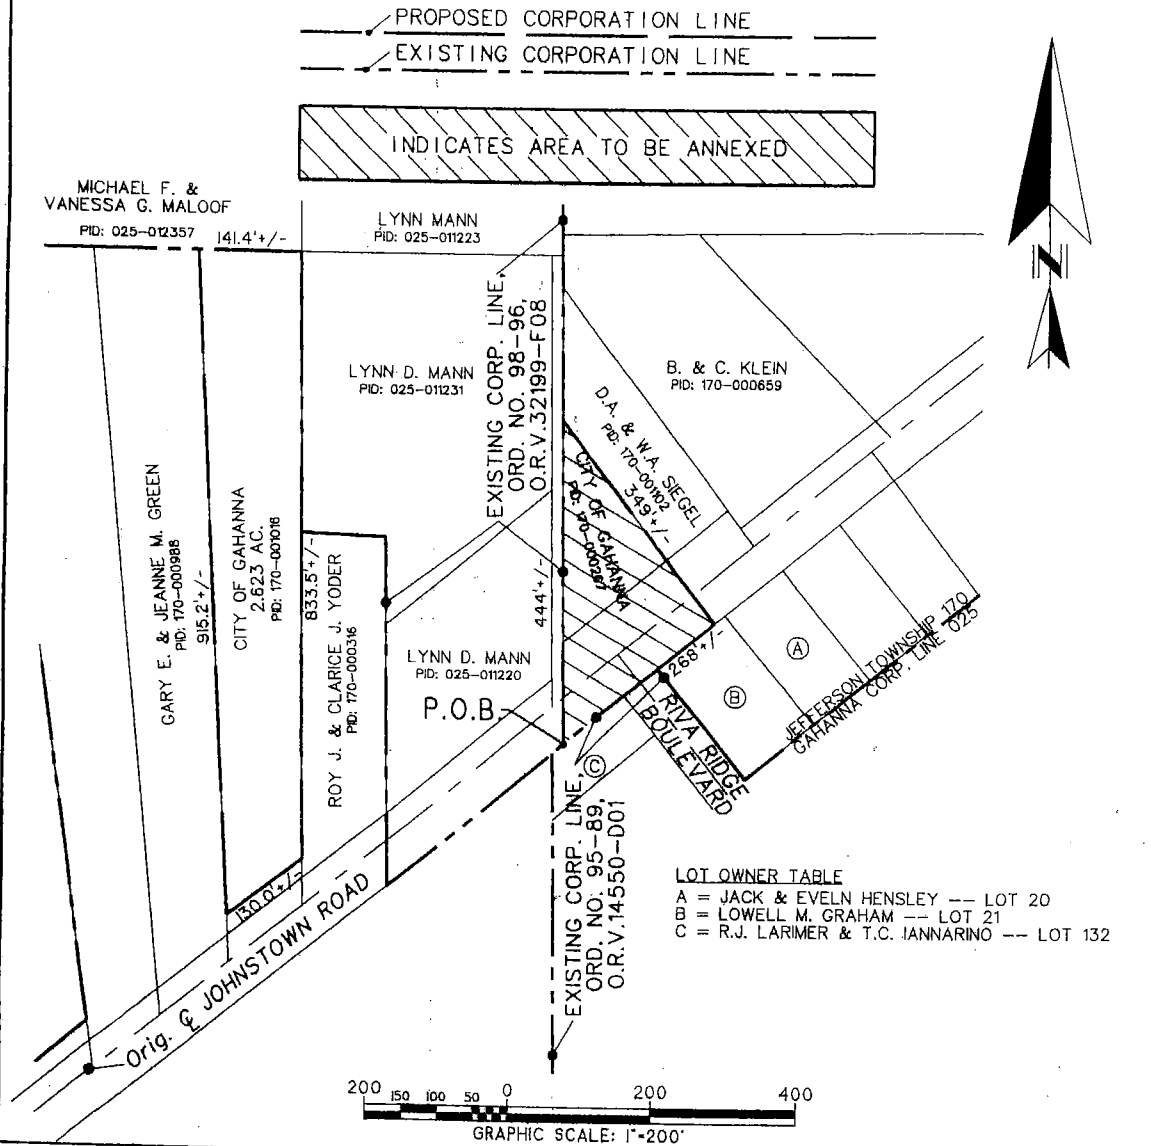 PROPOSED CORPORATION LINE
EXISTING CORPORATION LINE
INDICATES AREA TO BE ANNEXED
N
MICHAEL F. &
VANESSA G. MALOOF
PID: 025-012357
141.4'+/-
LYNN MANN
PID: 025-011223
EXISTING CORP. LINE,
ORD. NO. 98-96,
O.R.V.32199-F08
LYNN D. MANN
PID: 025-011231
B. & C. KLEIN
PID: 170-000659
D.A. & W.A. SIEGEL
PID: 170-001102
349'+/-
CITY OF GAHANNA
PID: 170-000267
444'+/-
GARY E. & JEANNE M. GREEN
PID: 170-000988
915.2'+/-
CITY OF GAHANNA
2.623 AC.
PID: 170-001016
833.5'+/-
ROY J. & CLARICE J. YODER
PID: 170-000316
LYNN D. MANN
PID: 025-011220
P.O.B.
268'+/-
A
B
C
RIVA RIDGE
BOULEVARD
JEFFERSON TOWNSHIP 170
GAHANNA CORP. LINE 025
EXISTING CORP. LINE,
ORD. NO. 95-89,
O.R.V.14550-D01
130.0'+/-
Orig. ℄ JOHNSTOWN ROAD
LOT OWNER TABLE
A = JACK & EVELN HENSLEY -- LOT 20
B = LOWELL M. GRAHAM -- LOT 21
C = R.J. LARIMER & T.C. IANNARINO -- LOT 132
200 150 100 50 0 200 400
GRAPHIC SCALE: 1"=200'